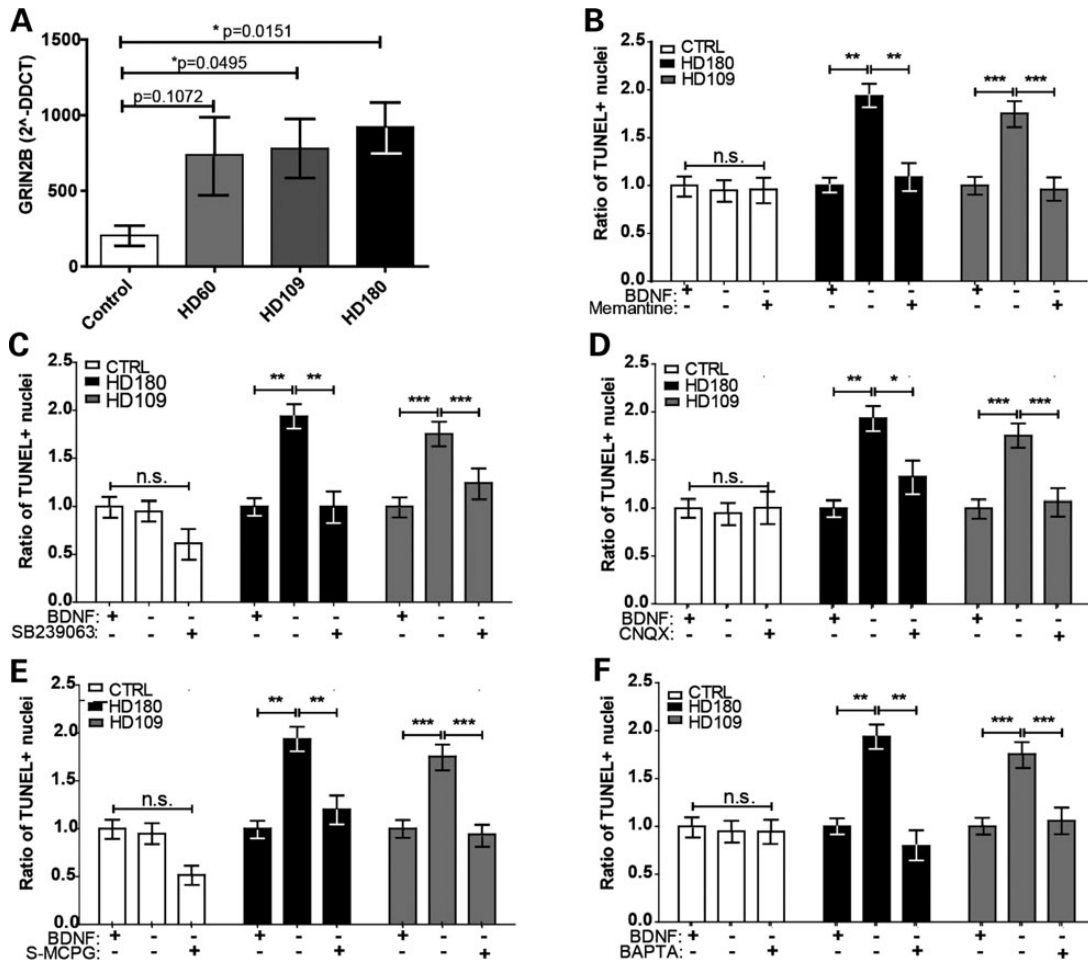 A
GRIN2B (2^-DDCT)
1500
1000
500
0
* p=0.0151
*p=0.0495
p=0.1072
Control
HD60
HD109
HD180
B
Ratio of TUNEL+ nuclei
2.5
2.0
1.5
1.0
0.5
0.0
CTRL
HD180
HD109
n.s.
** **
*** ***
BDNF: + - - + - - + - -
Memantine: - - + - - + - - +
C
Ratio of TUNEL+ nuclei
2.5
2.0
1.5
1.0
0.5
0.0
CTRL
HD180
HD109
n.s.
** **
*** ***
BDNF: + - - + - - + - -
SB239063: - - + - - + - - +
D
Ratio of TUNEL+ nuclei
2.5
2.0
1.5
1.0
0.5
0.0
CTRL
HD180
HD109
n.s.
** *
*** ***
BDNF: + - - + - - + - -
CNQX: - - + - - + - - +
E
Ratio of TUNEL+ nuclei
2.5
2.0
1.5
1.0
0.5
0.0
CTRL
HD180
HD109
n.s.
** **
*** ***
BDNF: + - - + - - + - -
S-MCPG: - - + - - + - - +
F
Ratio of TUNEL+ nuclei
2.5
2.0
1.5
1.0
0.5
0.0
CTRL
HD180
HD109
n.s.
** **
*** ***
BDNF: + - - + - - + - -
BAPTA: - - + - - + - - +